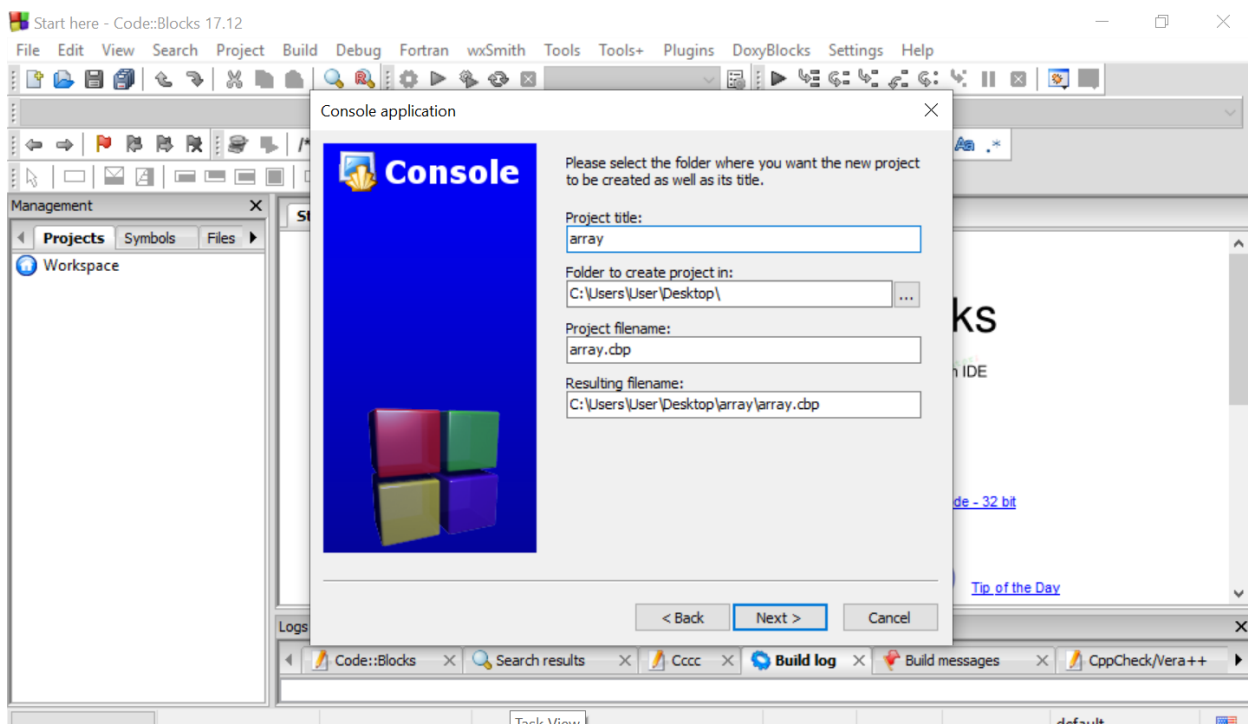 Start here - Code::Blocks 17.12
File Edit View Search Project Build Debug Fortran wxSmith Tools Tools+ Plugins DoxyBlocks Settings Help
Console application
Console
Please select the folder where you want the new project
to be created as well as its title.
Project title:
array
Folder to create project in:
C:\Users\User\Desktop\
...
Project filename:
array.cbp
Resulting filename:
C:\Users\User\Desktop\array\array.cbp
< Back Next > Cancel
Management
Projects Symbols Files
Workspace
/*
Aa .*
St
ks
n IDE
de - 32 bit
Tip of the Day
Logs
Code::Blocks Search results Cccc Build log Build messages CppCheck/Vera++
Task View
default